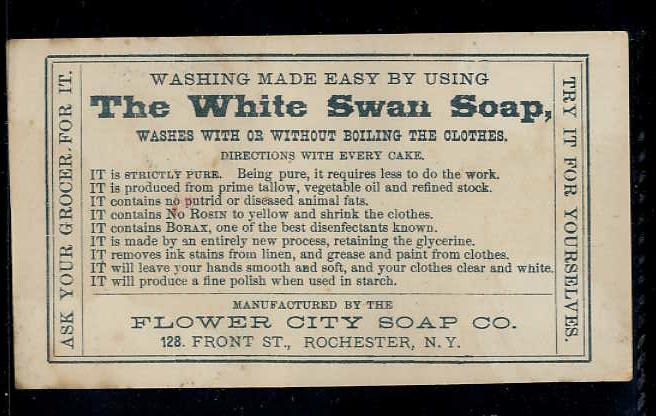 WASHING MADE EASY BY USING
The White Swan Soap,
WASHES WITH OR WITHOUT BOILING THE CLOTHES.
DIRECTIONS WITH EVERY CAKE.
IT is STRICTLY PURE. Being pure, it requires less to do the work.
IT is produced from prime tallow, vegetable oil and refined stock.
IT contains no putrid or diseased animal fats.
IT contains No ROSIN to yellow and shrink the clothes.
IT contains BORAX, one of the best disenfectants known.
IT is made by an entirely new process, retaining the glycerine.
IT removes ink stains from linen, and grease and paint from clothes.
IT will leave your hands smooth and soft, and your clothes clear and white.
IT will produce a fine polish when used in starch.
MANUFACTURED BY THE
FLOWER CITY SOAP CO.
128. FRONT ST., ROCHESTER, N.Y.
ASK YOUR GROCER FOR IT.
TRY IT FOR YOURSELVES.